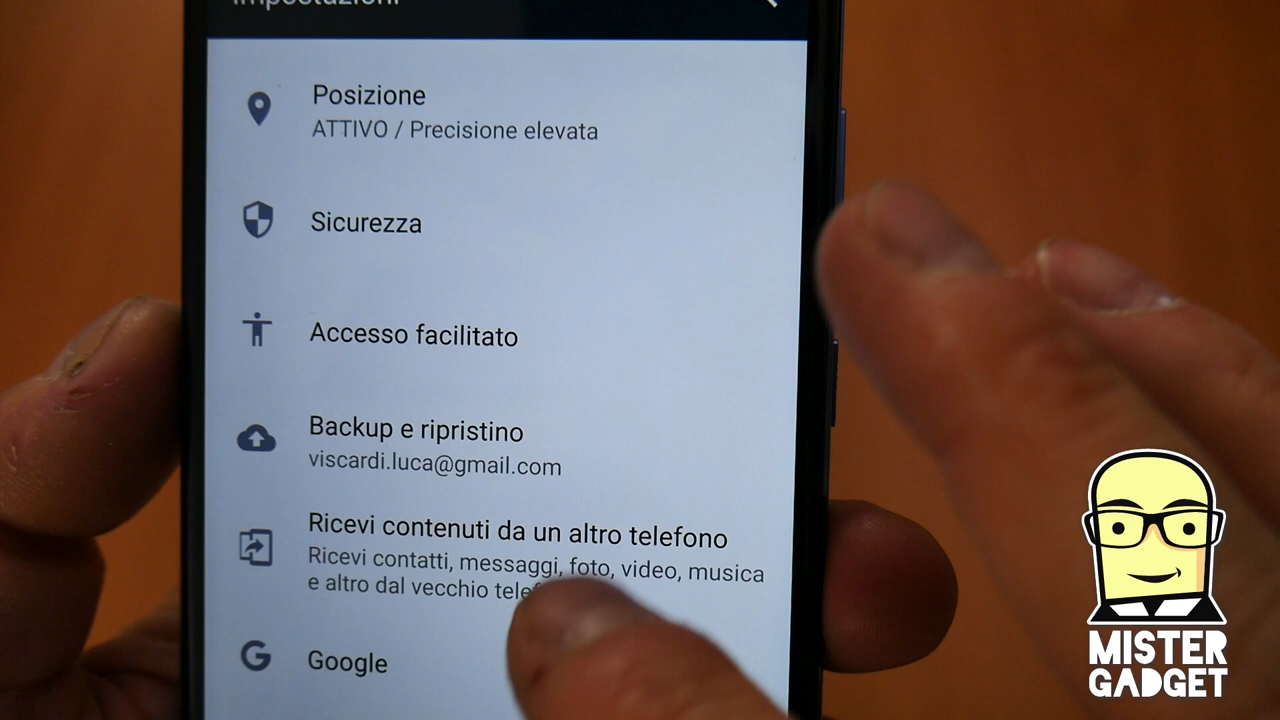 Impostazioni
Posizione
ATTIVO / Precisione elevata
Sicurezza
Accesso facilitato
Backup e ripristino
viscardi.luca@gmail.com
Ricevi contenuti da un altro telefono
Ricevi contatti, messaggi, foto, video, musica
e altro dal vecchio
Google
MISTER
GADGET